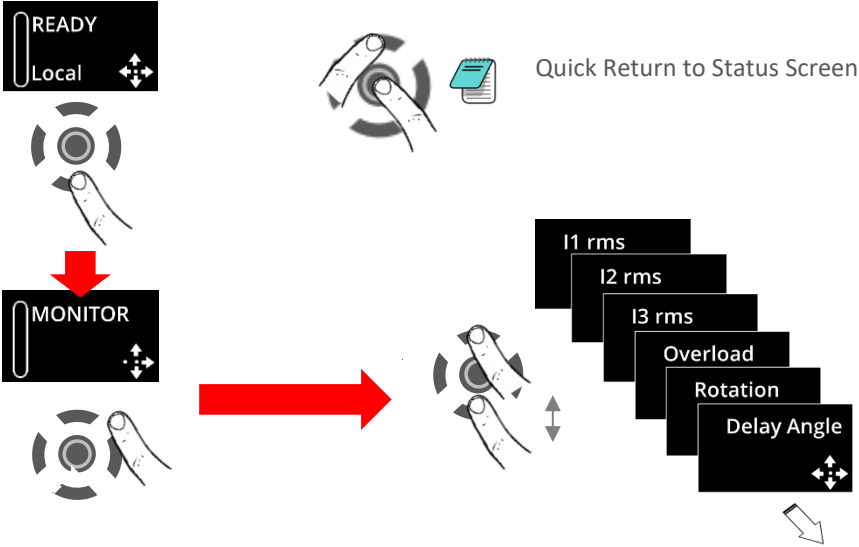 READY
Local
Quick Return to Status Screen
MONITOR
I1 rms
I2 rms
I3 rms
Overload
Rotation
Delay Angle